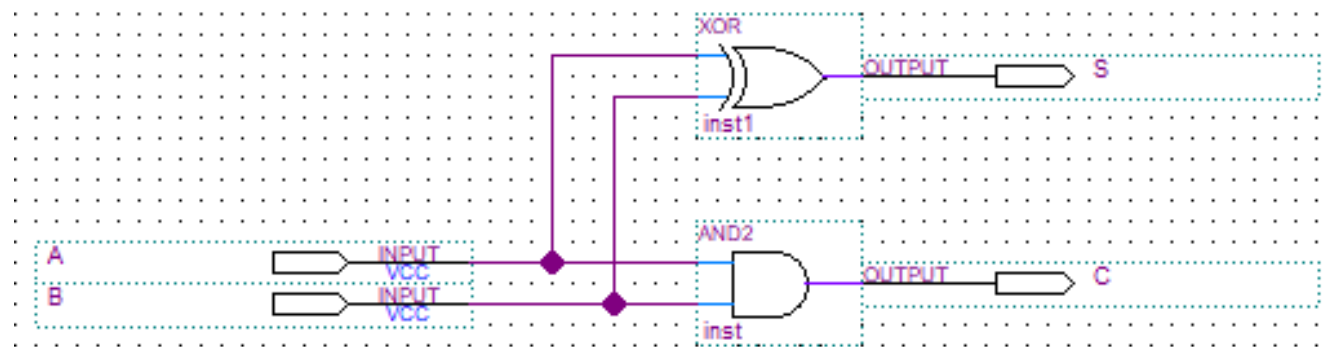 XOR
OUTPUT S
inst1
AND2
A INPUT
VCC
OUTPUT C
B INPUT
VCC
inst